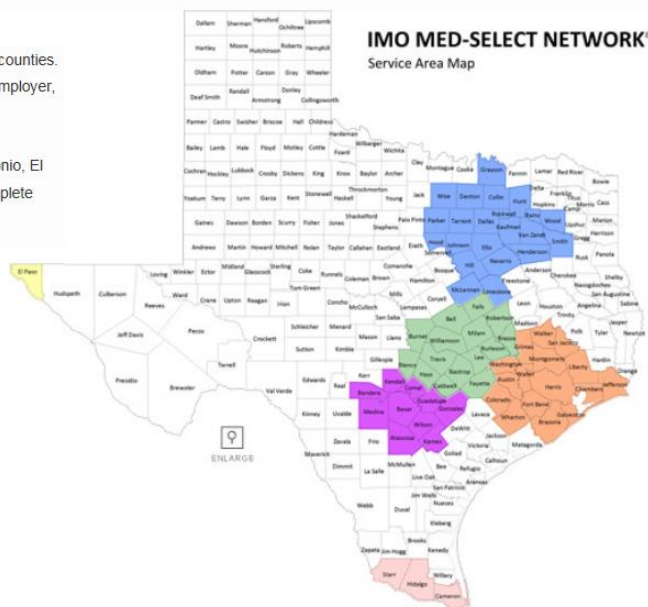 IMO MED-SELECT NETWORK®
Service Area Map
counties.
mployer,
nio, El
plete
Dallam Sherman Hansford Ochiltree Lipscomb
Hartley Moore Hutchinson Roberts Hemphill
Oldham Potter Carson Gray Wheeler
Deaf Smith Randall Armstrong Donley Collingsworth
Parmer Castro Swisher Briscoe Hall Childress
Hardeman
Bailey Lamb Hale Floyd Motley Cottle Foard Wilbarger Wichita
Clay Montague Cooke Grayson Fannin Lamar Red River Bowie
Cochran Hockley Lubbock Crosby Dickens King Knox Baylor Archer
Jack Wise Denton Collin Hunt Delta Hopkins Franklin Titus Morris Cass
Yoakum Terry Lynn Garza Kent Stonewall Haskell Throckmorton Young
Palo Pinto Parker Tarrant Dallas Rockwall Kaufman Rains Wood Upshur Marion
Gaines Dawson Borden Scurry Fisher Jones Shackelford Stephens
Hood Johnson Ellis Van Zandt Smith Gregg Harrison
Andrews Martin Howard Mitchell Nolan Taylor Callahan Eastland Erath Somervell
Hill Navarro Henderson Rusk Panola
El Paso Hudspeth Culberson Loving Winkler Ector Midland Glasscock Sterling Coke Runnels Coleman Brown Comanche Hamilton Bosque
McLennan Limestone Freestone Anderson Cherokee Nacogdoches Shelby
San Augustine
Reeves Ward Crane Upton Reagan Irion Tom Green Concho McCulloch Mills Lampasas Coryell
Falls Leon Houston Angelina Sabine
San Saba Bell Robertson Madison Trinity
Jeff Davis Pecos Crockett Schleicher Menard Mason Llano Burnet Williamson Milam Brazos Grimes Walker Polk Tyler Jasper Newton
Burleson San Jacinto
Sutton Kimble Gillespie Blanco Travis Lee Washington Montgomery Liberty Hardin Orange
Presidio Brewster Terrell Val Verde Edwards Real Kerr Kendall Hays Bastrop Austin Waller Harris Chambers Jefferson
Bandera Comal Caldwell Fayette Colorado Fort Bend Galveston
Kinney Uvalde Medina Bexar Guadalupe Gonzales Lavaca Wharton Brazoria
Wilson DeWitt Jackson Matagorda
Maverick Zavala Frio Atascosa Karnes Victoria
Goliad Calhoun
Dimmit La Salle McMullen Live Oak Bee Refugio Aransas
San Patricio
Webb Duval Jim Wells Nueces
Kleberg
Zapata Jim Hogg Brooks Kenedy
Starr Hidalgo Willacy
Cameron
ENLARGE